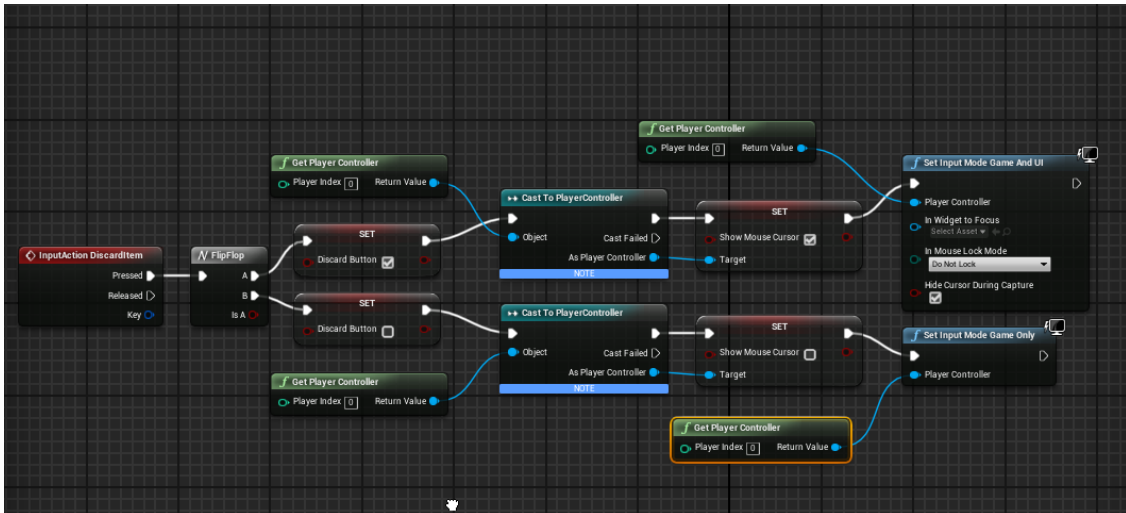 Get Player Controller
Player Index 0 Return Value
Get Player Controller
Player Index 0 Return Value
Set Input Mode Game And UI
Player Controller
In Widget to Focus
Select Asset
In Mouse Lock Mode
Do Not Lock
Hide Cursor During Capture
Cast To PlayerController
Object
Cast Failed
As Player Controller
NOTE
SET
Show Mouse Cursor
Target
SET
Discard Button
InputAction DiscardItem
Pressed
Released
Key
FlipFlop
A
B
Is A
SET
Discard Button
Cast To PlayerController
Object
Cast Failed
As Player Controller
NOTE
SET
Show Mouse Cursor
Target
Set Input Mode Game Only
Player Controller
Get Player Controller
Player Index 0 Return Value
Get Player Controller
Player Index 0 Return Value